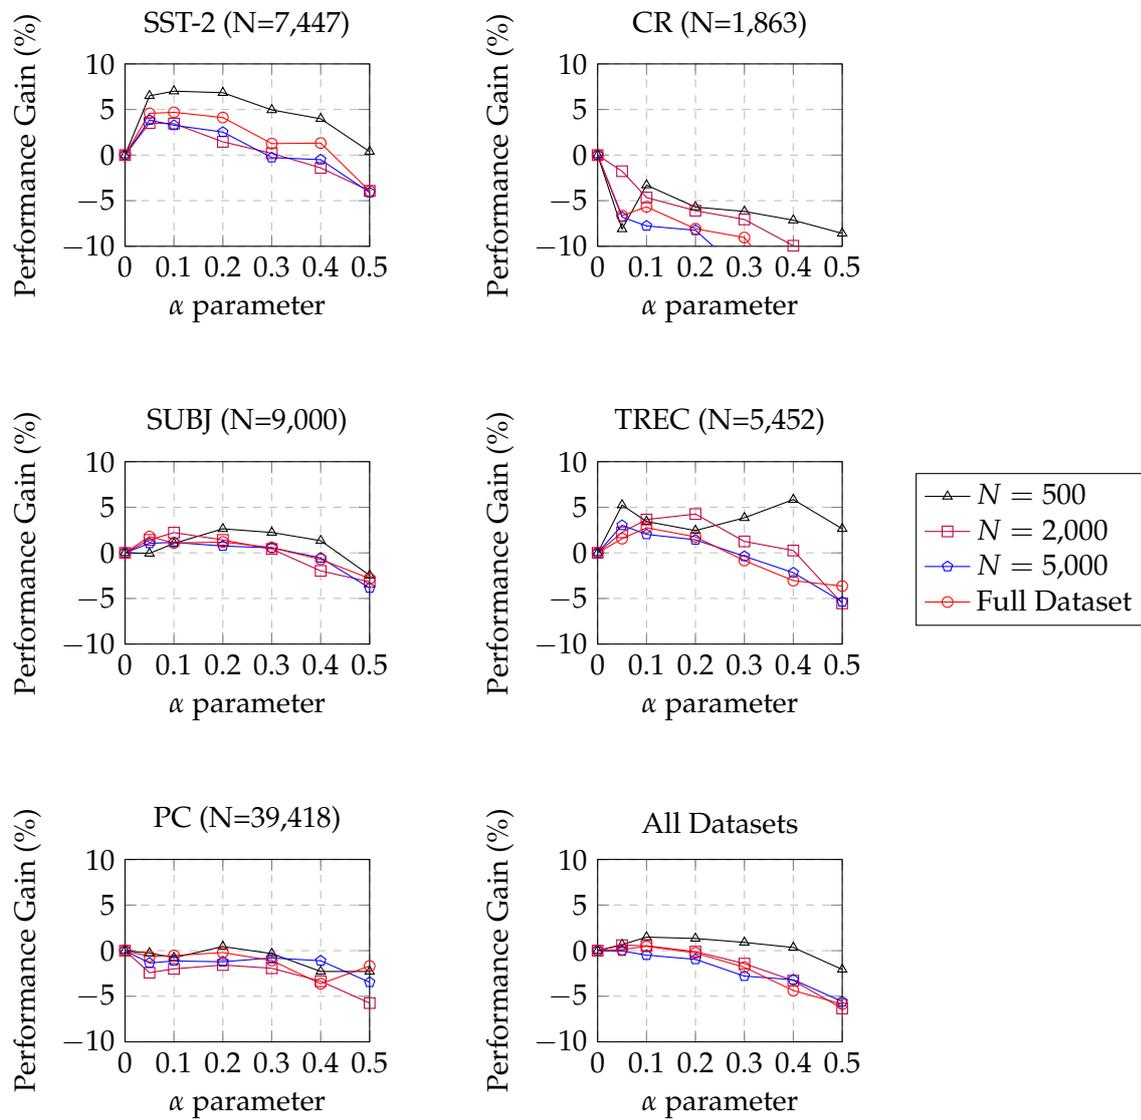 SST-2 (N=7,447)
Performance Gain (%)
10
5
0
−5
−10
0 0.1 0.2 0.3 0.4 0.5
α parameter
CR (N=1,863)
Performance Gain (%)
10
5
0
−5
−10
0 0.1 0.2 0.3 0.4 0.5
α parameter
SUBJ (N=9,000)
Performance Gain (%)
10
5
0
−5
−10
0 0.1 0.2 0.3 0.4 0.5
α parameter
TREC (N=5,452)
Performance Gain (%)
10
5
0
−5
−10
0 0.1 0.2 0.3 0.4 0.5
α parameter
N = 500
N = 2,000
N = 5,000
Full Dataset
PC (N=39,418)
Performance Gain (%)
10
5
0
−5
−10
0 0.1 0.2 0.3 0.4 0.5
α parameter
All Datasets
Performance Gain (%)
10
5
0
−5
−10
0 0.1 0.2 0.3 0.4 0.5
α parameter